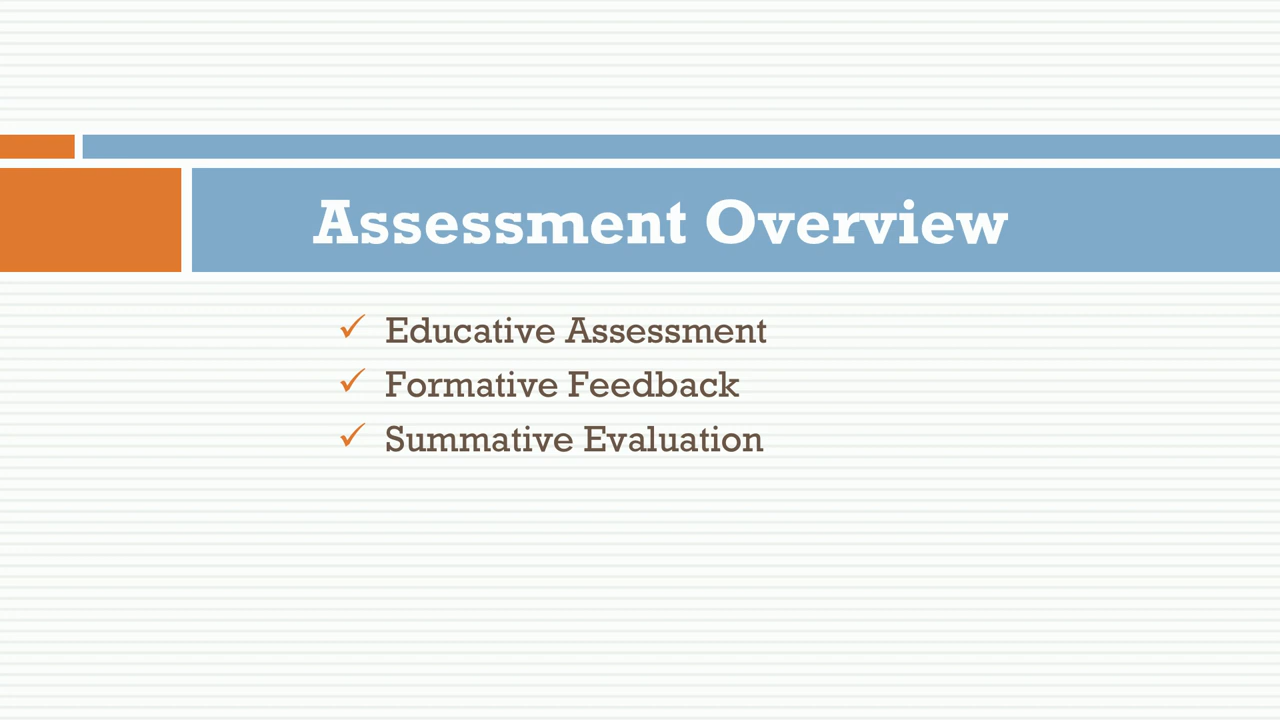 Assessment Overview
✓ Educative Assessment
✓ Formative Feedback
✓ Summative Evaluation